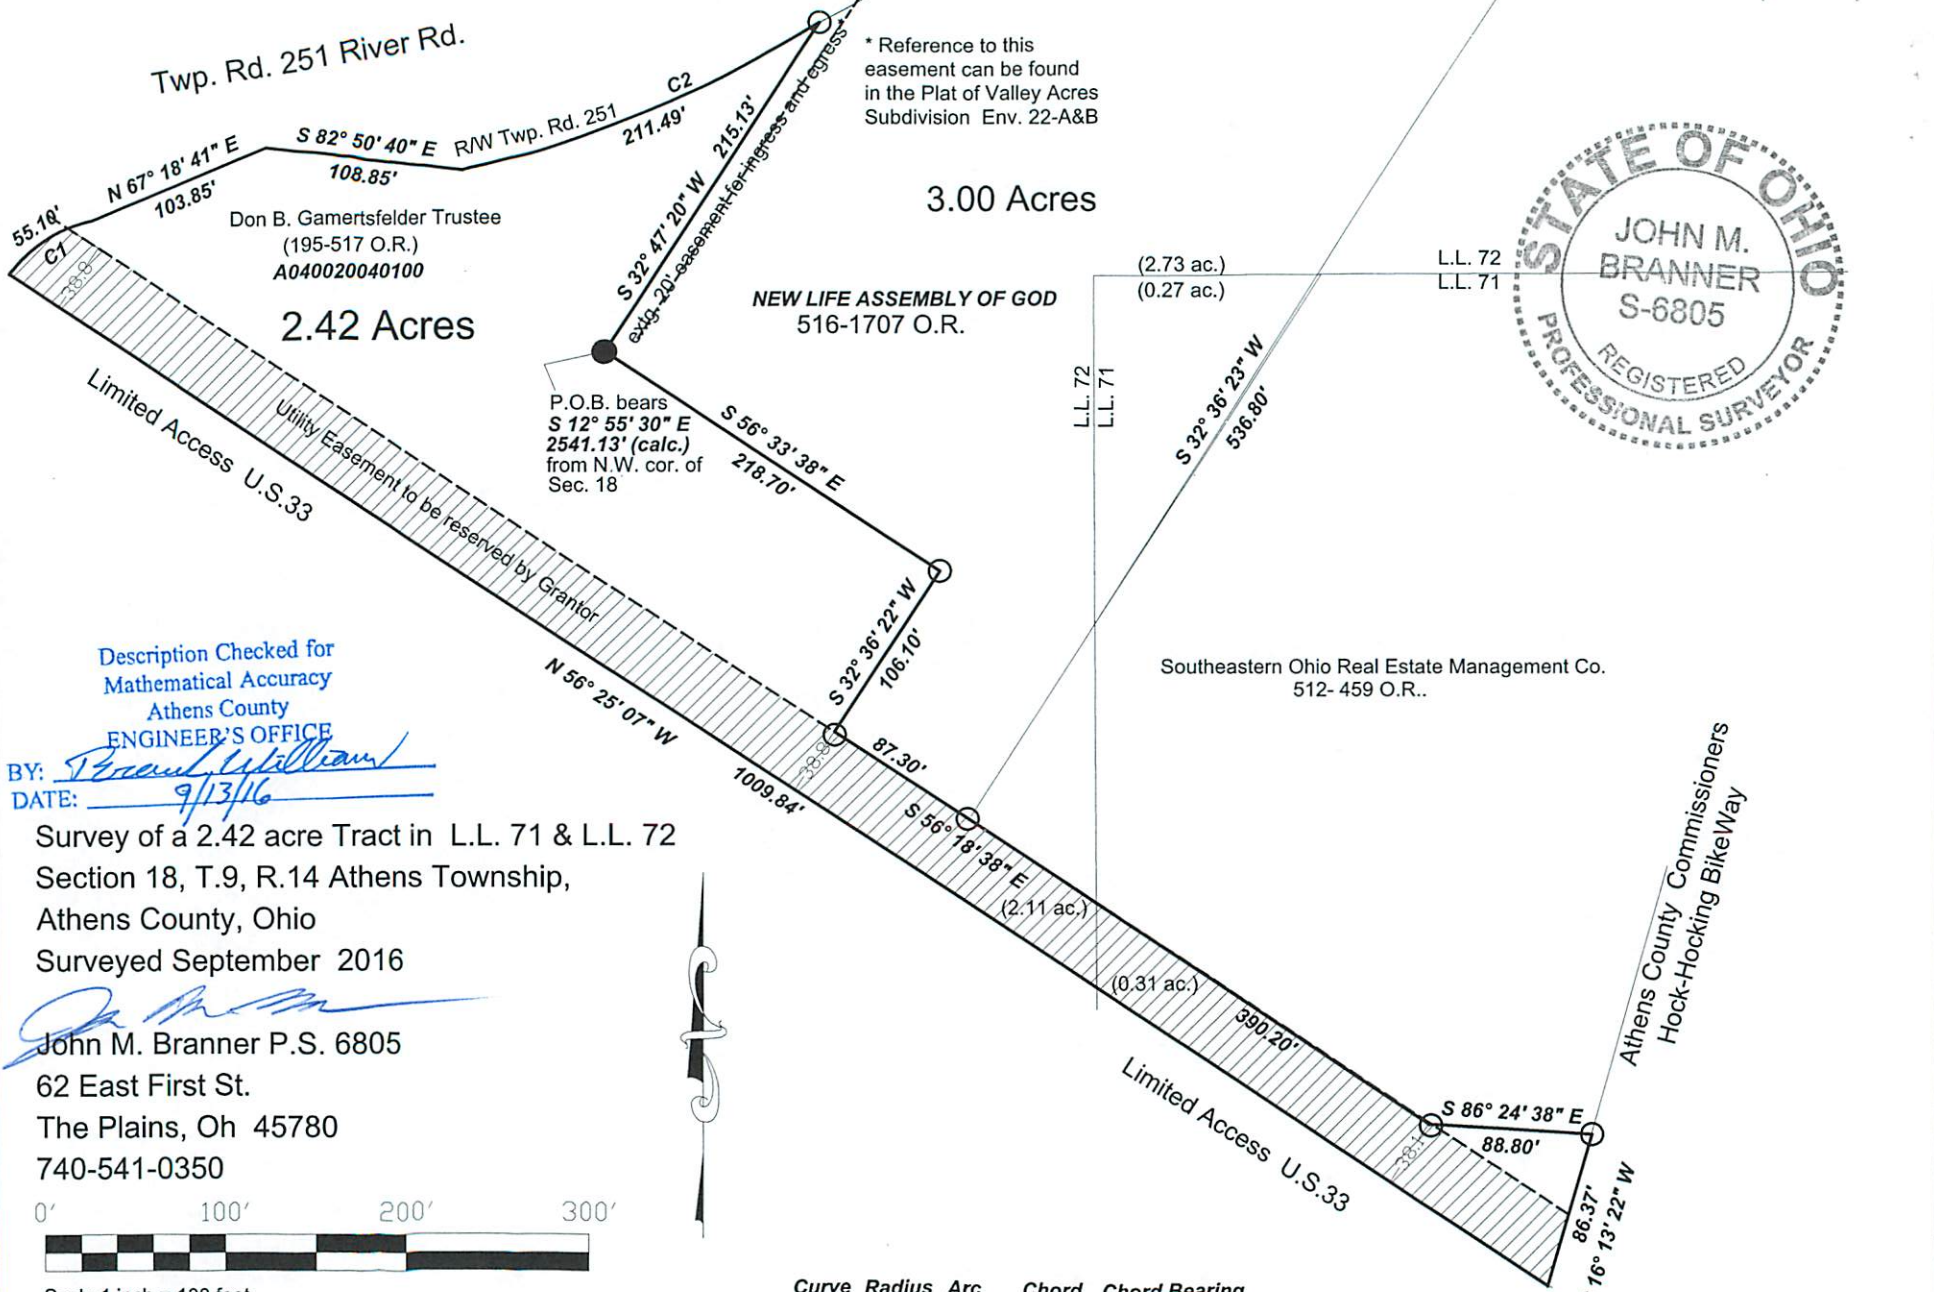 Twp. Rd. 251 River Rd.
* Reference to this
easement can be found
in the Plat of Valley Acres
Subdivision Env. 22-A&B
55.10'
C1
N 67° 18' 41" E
103.85'
S 82° 50' 40" E
108.85'
R/W Twp. Rd. 251
C2
211.49'
S 32° 47' 20" W 215.13'
extg. 20' easement for ingress and egress *
3.00 Acres
Don B. Gamertsfelder Trustee
(195-517 O.R.)
A040020040100
2.42 Acres
38.8'
NEW LIFE ASSEMBLY OF GOD
516-1707 O.R.
(2.73 ac.)
(0.27 ac.)
L.L. 72
L.L. 71
L.L. 72
L.L. 71
STATE OF OHIO
JOHN M.
BRANNER
S-6805
REGISTERED
PROFESSIONAL SURVEYOR
S 32° 36' 23" W
536.80'
P.O.B. bears
S 12° 55' 30" E
2541.13' (calc.)
from N.W. cor. of
Sec. 18
S 56° 33' 38" E
218.70'
Limited Access U.S.33
Utility Easement to be reserved by Grantor
S 32° 36' 22" W
106.10'
N 56° 25' 07" W
1009.84'
38.8'
87.30'
S 56° 18' 38" E
(2.11 ac.)
(0.31 ac.)
390.20'
Southeastern Ohio Real Estate Management Co.
512- 459 O.R..
Athens County Commissioners
Hock-Hocking BikeWay
Limited Access U.S.33
38.1'
S 86° 24' 38" E
88.80'
86.37'
16° 13' 22" W
Description Checked for
Mathematical Accuracy
Athens County
ENGINEER'S OFFICE
BY:
DATE: 9/13/16
Survey of a 2.42 acre Tract in L.L. 71 & L.L. 72
Section 18, T.9, R.14 Athens Township,
Athens County, Ohio
Surveyed September 2016
John M. Branner P.S. 6805
62 East First St.
The Plains, Oh 45780
740-541-0350
0' 100' 200' 300'
Curve Radius Arc Chord Chord Bearing